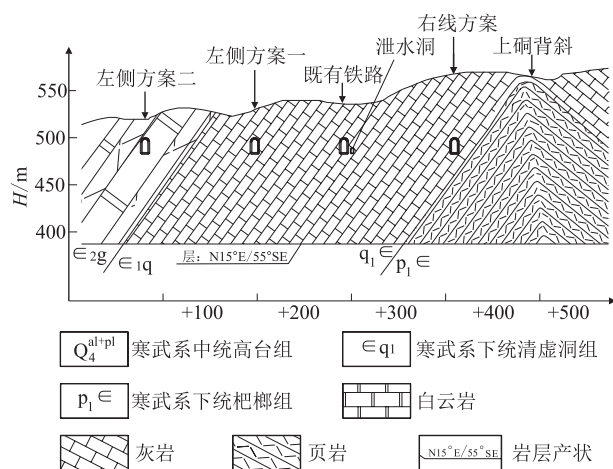 右线方案
泄水洞
上硐背斜
左侧方案一
左侧方案二
既有铁路
H/m
550
500
450
400
∈2g
∈1q
层：N15°E/55°SE
q1∈
p1∈
+100
+200
+300
+400
+500
Q4al+pl 寒武系中统高台组
∈q1 寒武系下统清虚洞组
p1∈ 寒武系下统杷榔组
白云岩
灰岩
页岩
N15°E/55°SE 岩层产状